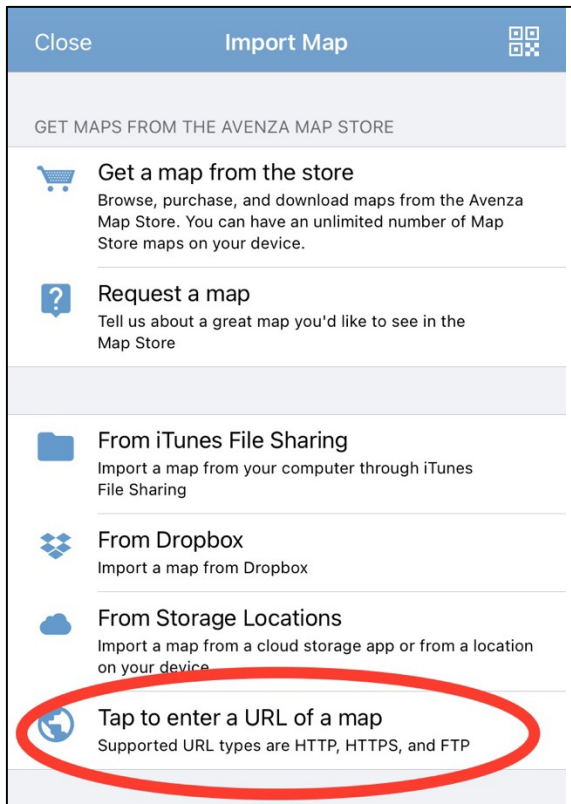 Close
Import Map
GET MAPS FROM THE AVENZA MAP STORE
Get a map from the store
Browse, purchase, and download maps from the Avenza
Map Store. You can have an unlimited number of Map
Store maps on your device.
Request a map
Tell us about a great map you'd like to see in the
Map Store
From iTunes File Sharing
Import a map from your computer through iTunes
File Sharing
From Dropbox
Import a map from Dropbox
From Storage Locations
Import a map from a cloud storage app or from a location
on your device
Tap to enter a URL of a map
Supported URL types are HTTP, HTTPS, and FTP